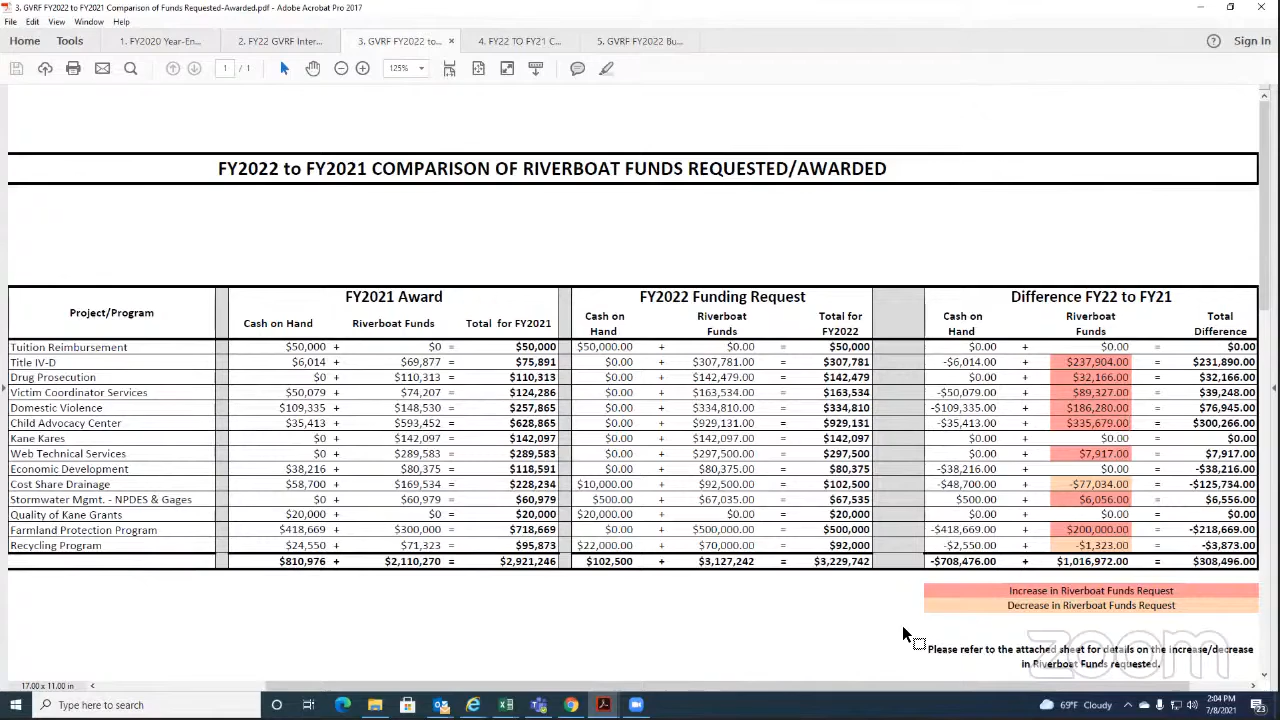 3. GVRF FY2022 to FY2021 Comparison of Funds Requested-Awarded.pdf - Adobe Acrobat Pro 2017
File Edit View Window Help
Home Tools 1. FY2020 Year-En... 2. FY22 GVRF Inter... 3. GVRF FY2022 to... × 4. FY22 TO FY21 C... 5. GVRF FY2022 Bu... Sign In
1 / 1 125%
FY2022 to FY2021 COMPARISON OF RIVERBOAT FUNDS REQUESTED/AWARDED
Project/Program
FY2021 Award FY2022 Funding Request Difference FY22 to FY21
Cash on Hand Riverboat Funds Total for FY2021 Cash on Hand Riverboat Funds Total for FY2022 Cash on Hand Riverboat Funds Total Difference
Tuition Reimbursement $50,000 + $0 = $50,000 $50,000.00 + $0.00 = $50,000 $0.00 + $0.00 = $0.00
Title IV-D $6,014 + $69,877 = $75,891 $0.00 + $307,781.00 = $307,781 -$6,014.00 + $237,904.00 = $231,890.00
Drug Prosecution $0 + $110,313 = $110,313 $0.00 + $142,479.00 = $142,479 $0.00 + $32,166.00 = $32,166.00
Victim Coordinator Services $50,079 + $74,207 = $124,286 $0.00 + $163,534.00 = $163,534 -$50,079.00 + $89,327.00 = $39,248.00
Domestic Violence $109,335 + $148,530 = $257,865 $0.00 + $334,810.00 = $334,810 -$109,335.00 + $186,280.00 = $76,945.00
Child Advocacy Center $35,413 + $593,452 = $628,865 $0.00 + $929,131.00 = $929,131 -$35,413.00 + $335,679.00 = $300,266.00
Kane Kares $0 + $142,097 = $142,097 $0.00 + $142,097.00 = $142,097 $0.00 + $0.00 = $0.00
Web Technical Services $0 + $289,583 = $289,583 $0.00 + $297,500.00 = $297,500 $0.00 + $7,917.00 = $7,917.00
Economic Development $38,216 + $80,375 = $118,591 $0.00 + $80,375.00 = $80,375 -$38,216.00 + $0.00 = -$38,216.00
Cost Share Drainage $58,700 + $169,534 = $228,234 $10,000.00 + $92,500.00 = $102,500 -$48,700.00 + -$77,034.00 = -$125,734.00
Stormwater Mgmt. - NPDES & Gages $0 + $60,979 = $60,979 $500.00 + $67,035.00 = $67,535 $500.00 + $6,056.00 = $6,556.00
Quality of Kane Grants $20,000 + $0 = $20,000 $20,000.00 + $0.00 = $20,000 $0.00 + $0.00 = $0.00
Farmland Protection Program $418,669 + $300,000 = $718,669 $0.00 + $500,000.00 = $500,000 -$418,669.00 + $200,000.00 = -$218,669.00
Recycling Program $24,550 + $71,323 = $95,873 $22,000.00 + $70,000.00 = $92,000 -$2,550.00 + -$1,323.00 = -$3,873.00
$810,976 + $2,110,270 = $2,921,246 $102,500 + $3,127,242 = $3,229,742 -$708,476.00 + $1,016,972.00 = $308,496.00
Increase in Riverboat Funds Request
Decrease in Riverboat Funds Request
Please refer to the attached sheet for details on the increase/decrease
in Riverboat Funds requested.
zoom
17.00 x 11.00 in
Type here to search 69°F Cloudy 2:04 PM
7/8/2021 23